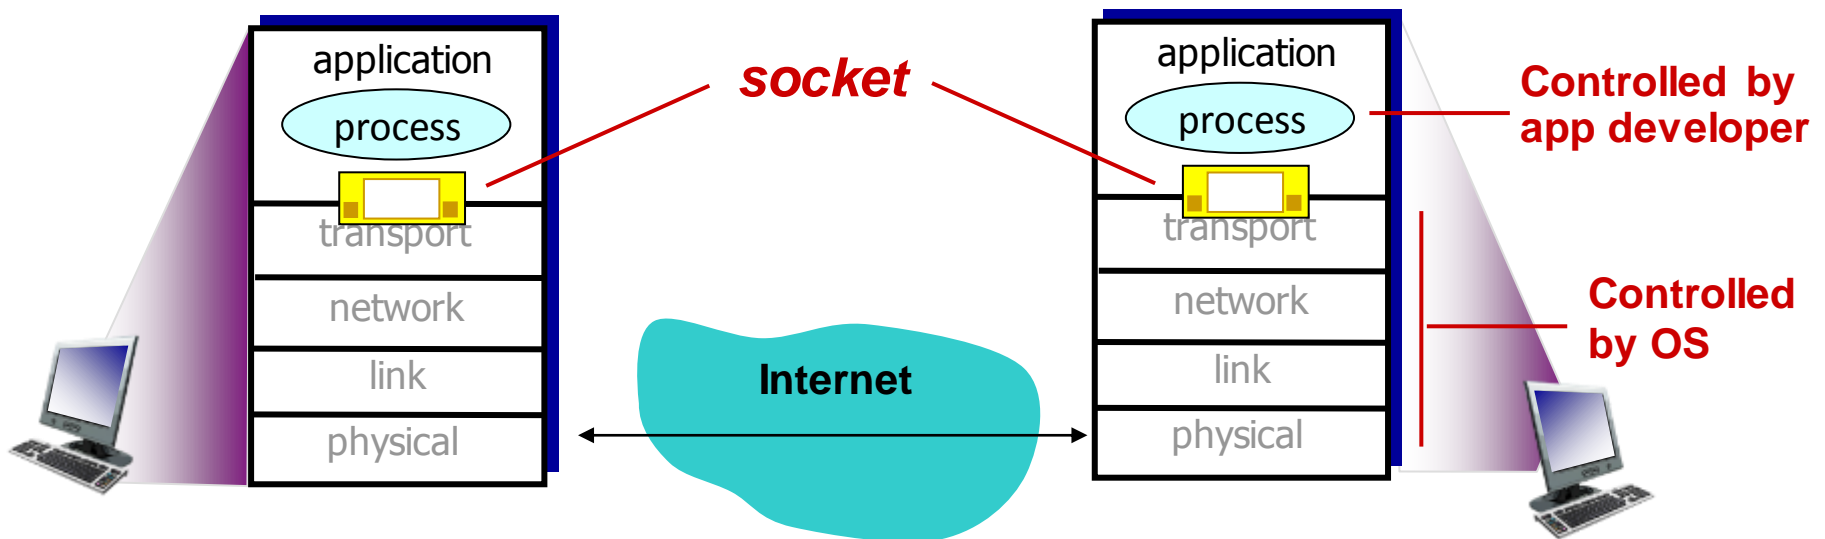 application
process
transport
network
link
physical
socket
Internet
application
process
transport
network
link
physical
Controlled by
app developer
Controlled
by OS